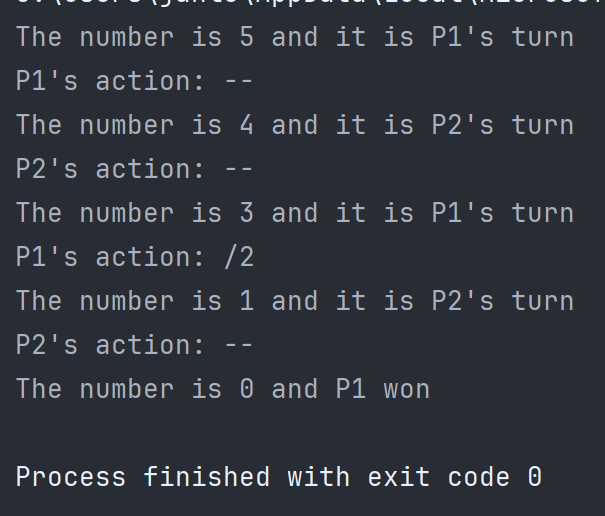 The number is 5 and it is P1's turn
P1's action: --
The number is 4 and it is P2's turn
P2's action: --
The number is 3 and it is P1's turn
P1's action: /2
The number is 1 and it is P2's turn
P2's action: --
The number is 0 and P1 won
Process finished with exit code 0